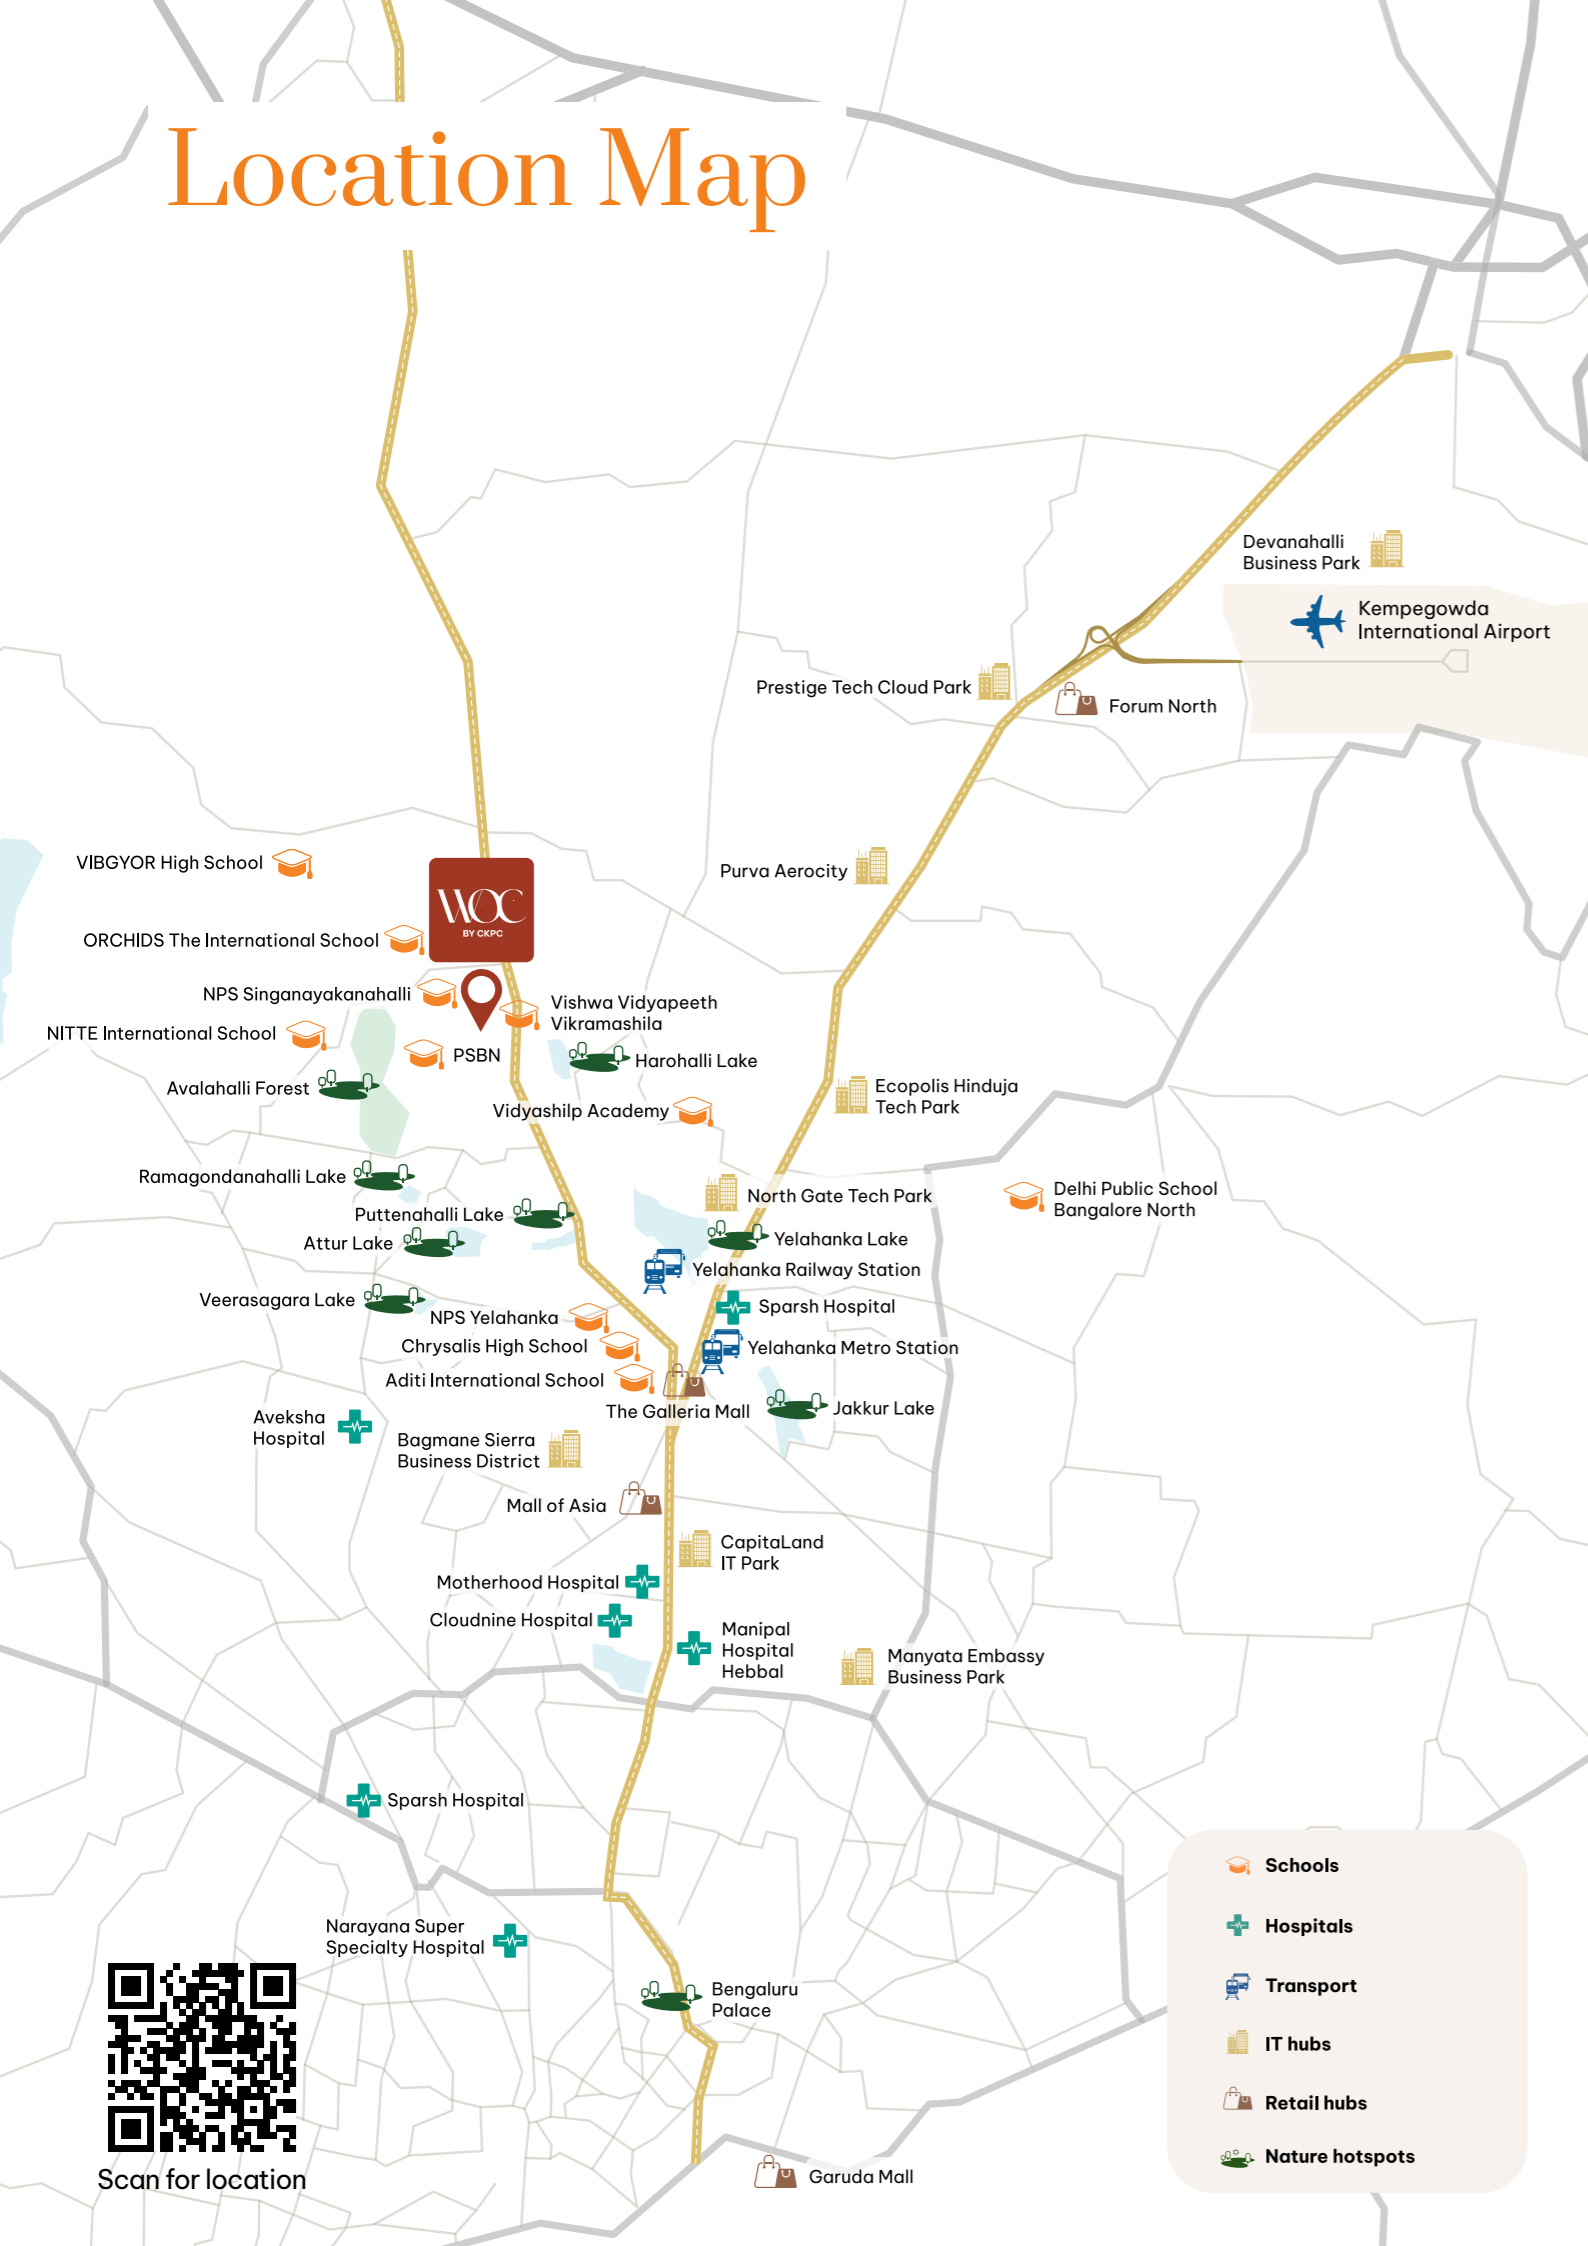 Location Map
Devanahalli
Business Park
Kempegowda
International Airport
Prestige Tech Cloud Park
Forum North
VIBGYOR High School
Purva Aerocity
WOC
BY CKPC
ORCHIDS The International School
NPS Singanayakanahalli
Vishwa Vidyapeeth
Vikramashila
NITTE International School
PSBN
Harohalli Lake
Avalahalli Forest
Ecopolis Hinduja
Tech Park
Vidyashilp Academy
Ramagondanahalli Lake
North Gate Tech Park
Delhi Public School
Bangalore North
Puttenahalli Lake
Attur Lake
Yelahanka Lake
Yelahanka Railway Station
Veerasagara Lake
Sparsh Hospital
NPS Yelahanka
Chrysalis High School
Yelahanka Metro Station
Aditi International School
The Galleria Mall
Jakkur Lake
Aveksha
Hospital
Bagmane Sierra
Business District
Mall of Asia
CapitaLand
IT Park
Motherhood Hospital
Cloudnine Hospital
Manipal
Hospital
Hebbal
Manyata Embassy
Business Park
Sparsh Hospital
Narayana Super
Specialty Hospital
Bengaluru
Palace
Garuda Mall
Scan for location
Schools
Hospitals
Transport
IT hubs
Retail hubs
Nature hotspots